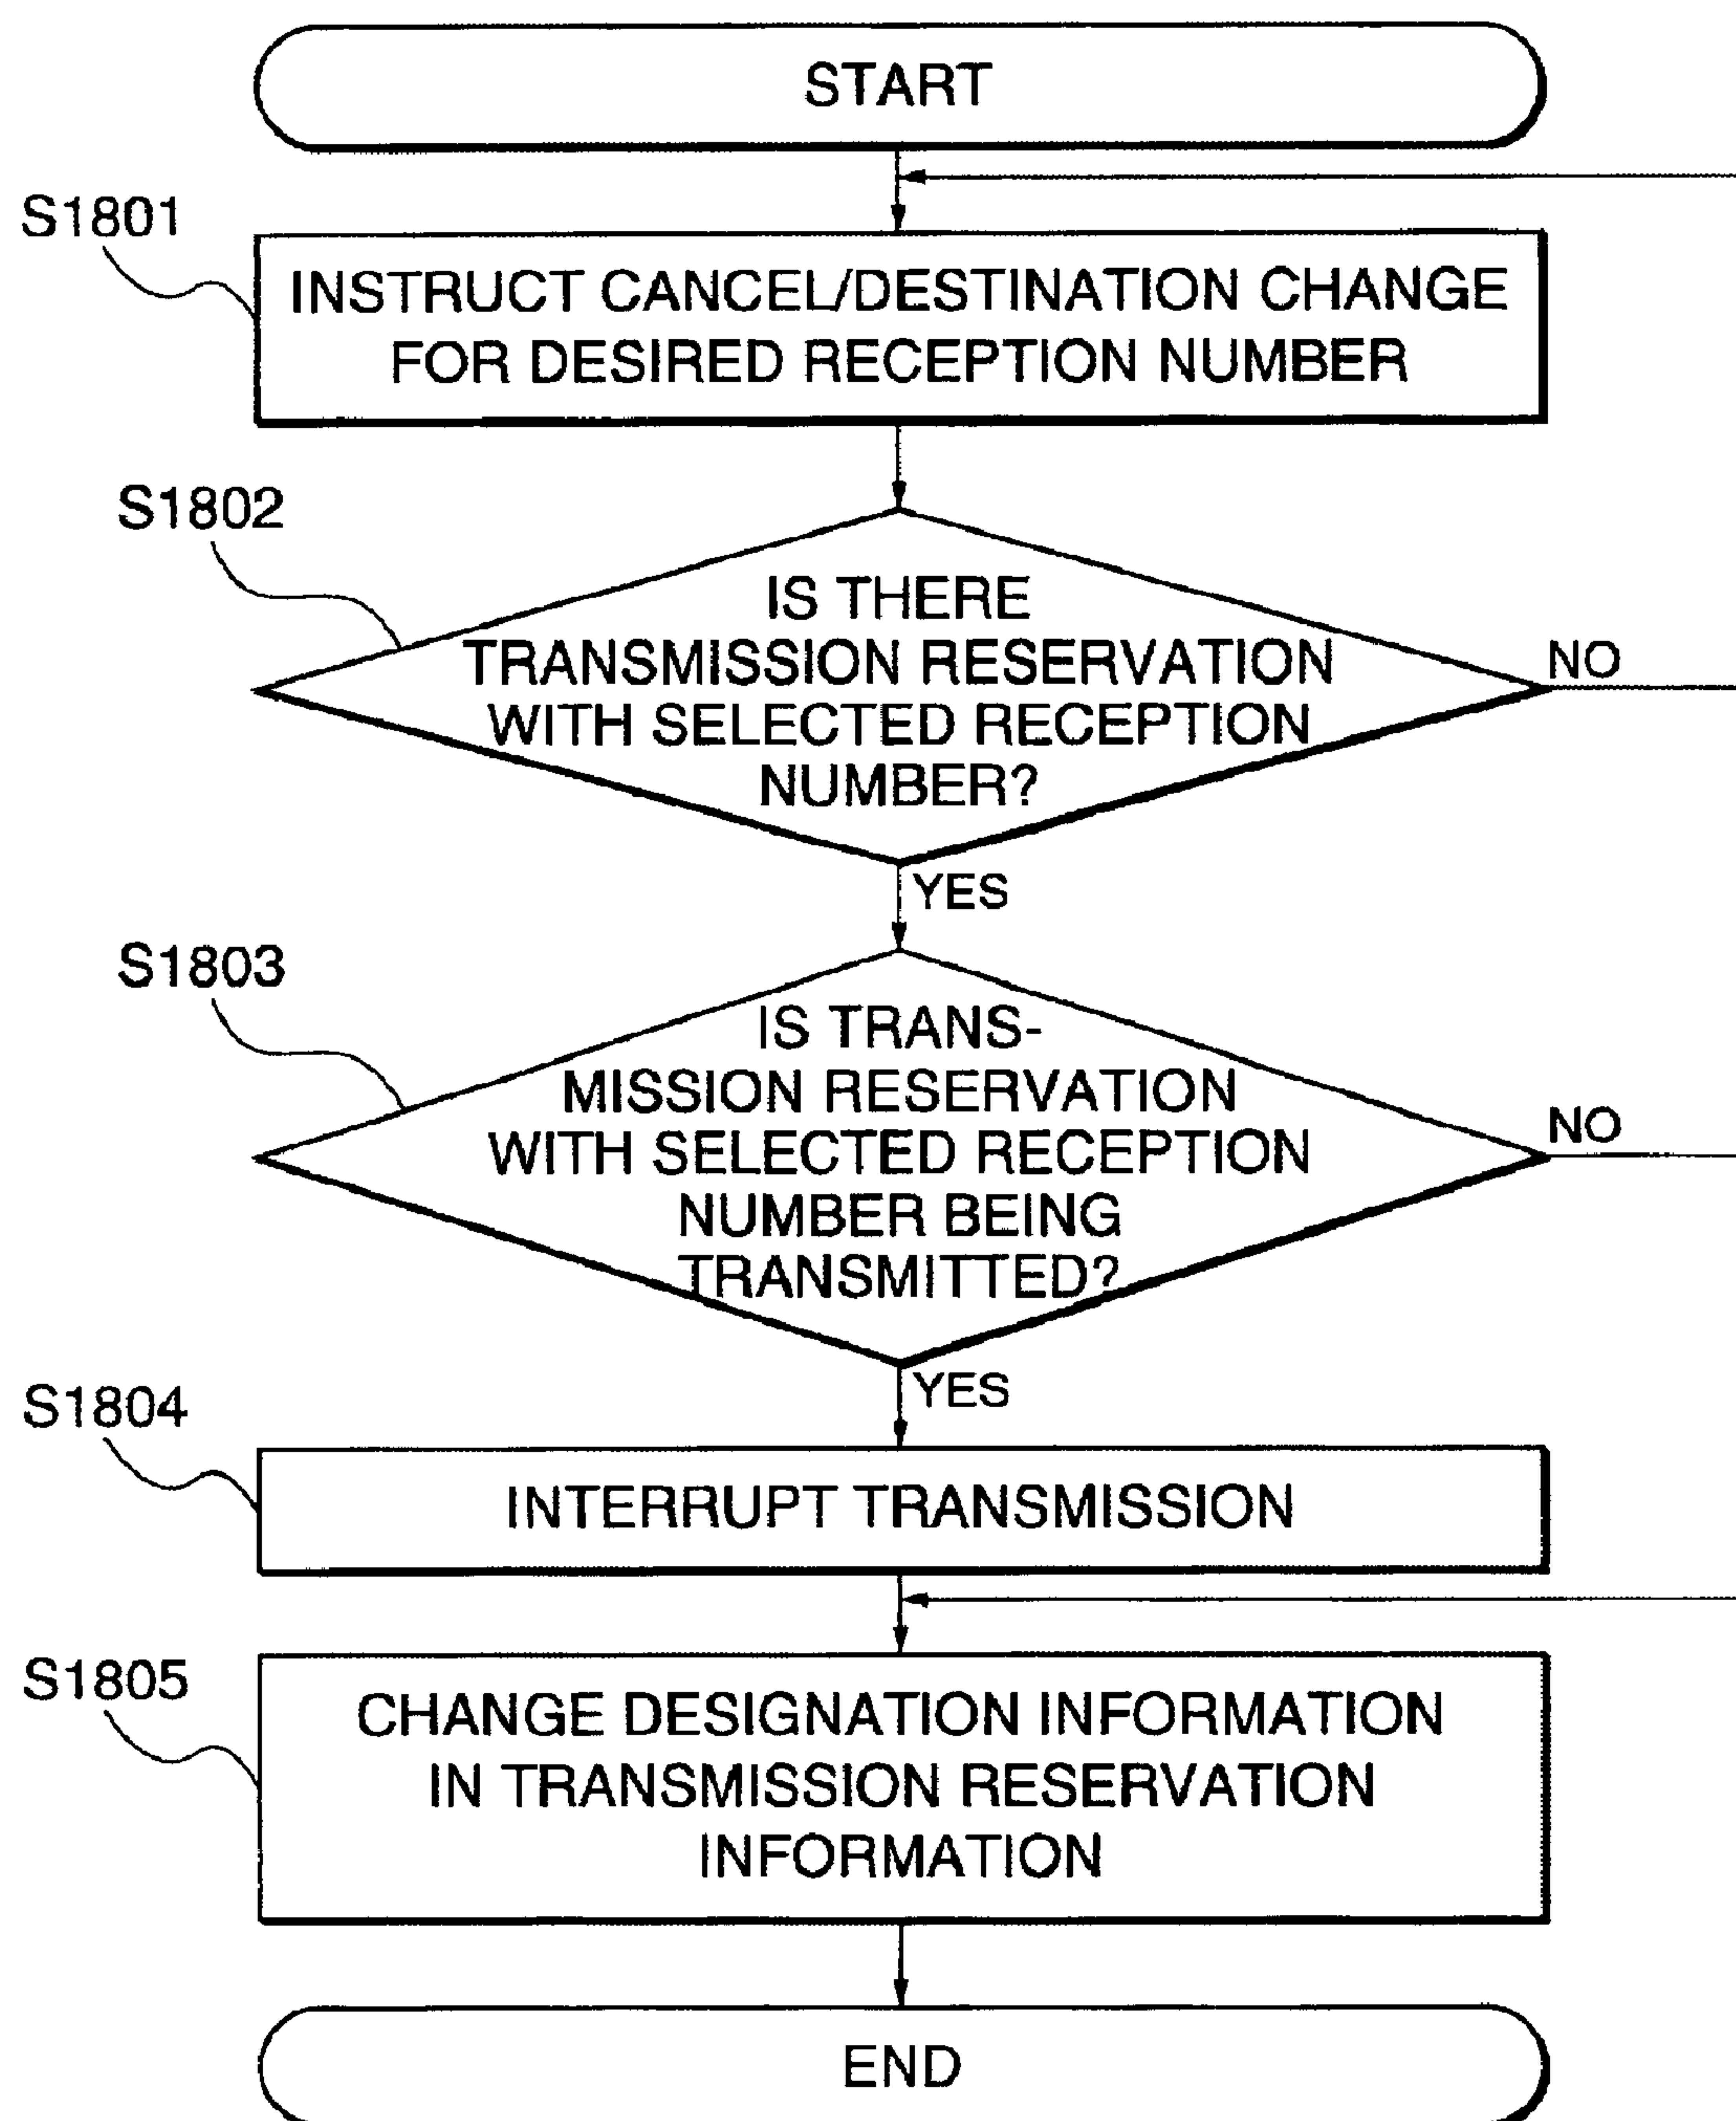 START
S1801
INSTRUCT CANCEL/DESTINATION CHANGE
FOR DESIRED RECEPTION NUMBER
S1802
IS THERE
TRANSMISSION RESERVATION
WITH SELECTED RECEPTION
NUMBER?
NO
YES
S1803
IS TRANS-
MISSION RESERVATION
WITH SELECTED RECEPTION
NUMBER BEING
TRANSMITTED?
NO
YES
S1804
INTERRUPT TRANSMISSION
S1805
CHANGE DESIGNATION INFORMATION
IN TRANSMISSION RESERVATION
INFORMATION
END